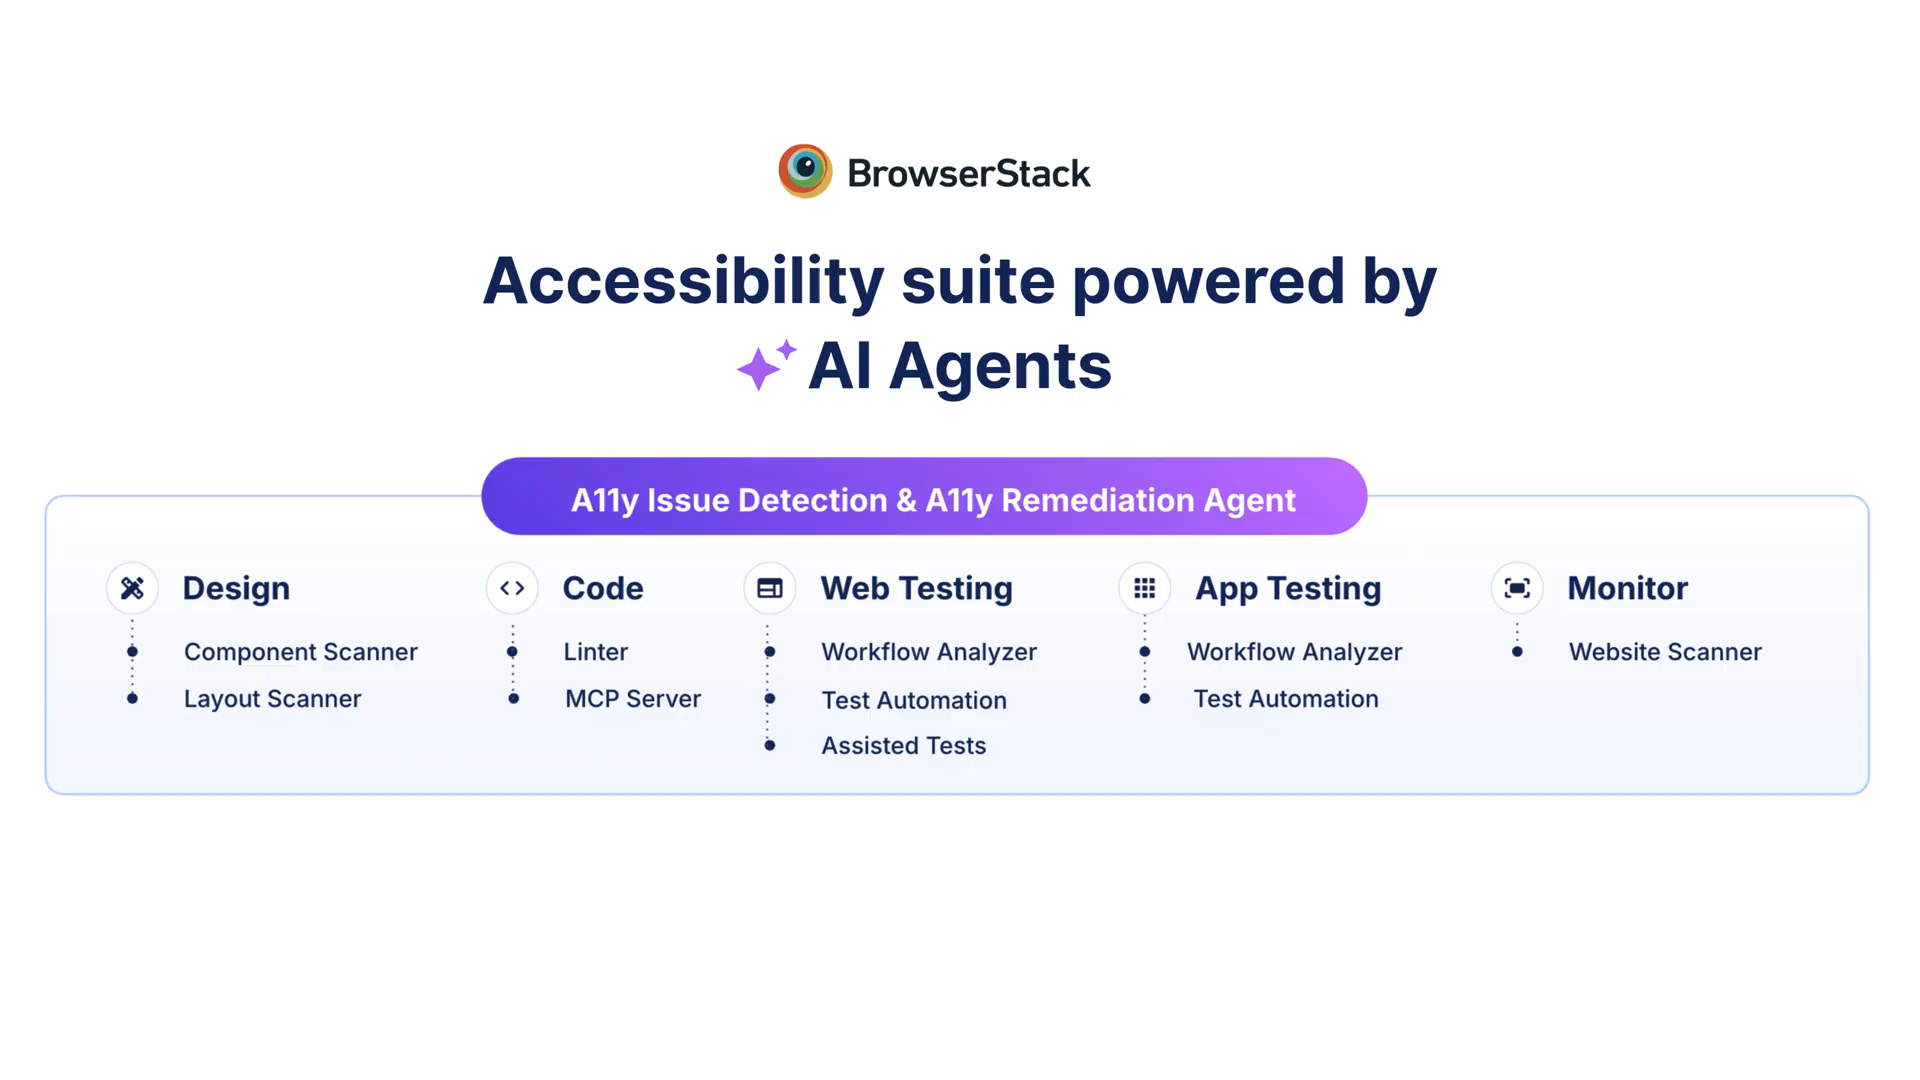 BrowserStack
Accessibility suite powered by
AI Agents
A11y Issue Detection & A11y Remediation Agent
Design
Component Scanner
Layout Scanner
Code
Linter
MCP Server
Web Testing
Workflow Analyzer
Test Automation
Assisted Tests
App Testing
Workflow Analyzer
Test Automation
Monitor
Website Scanner